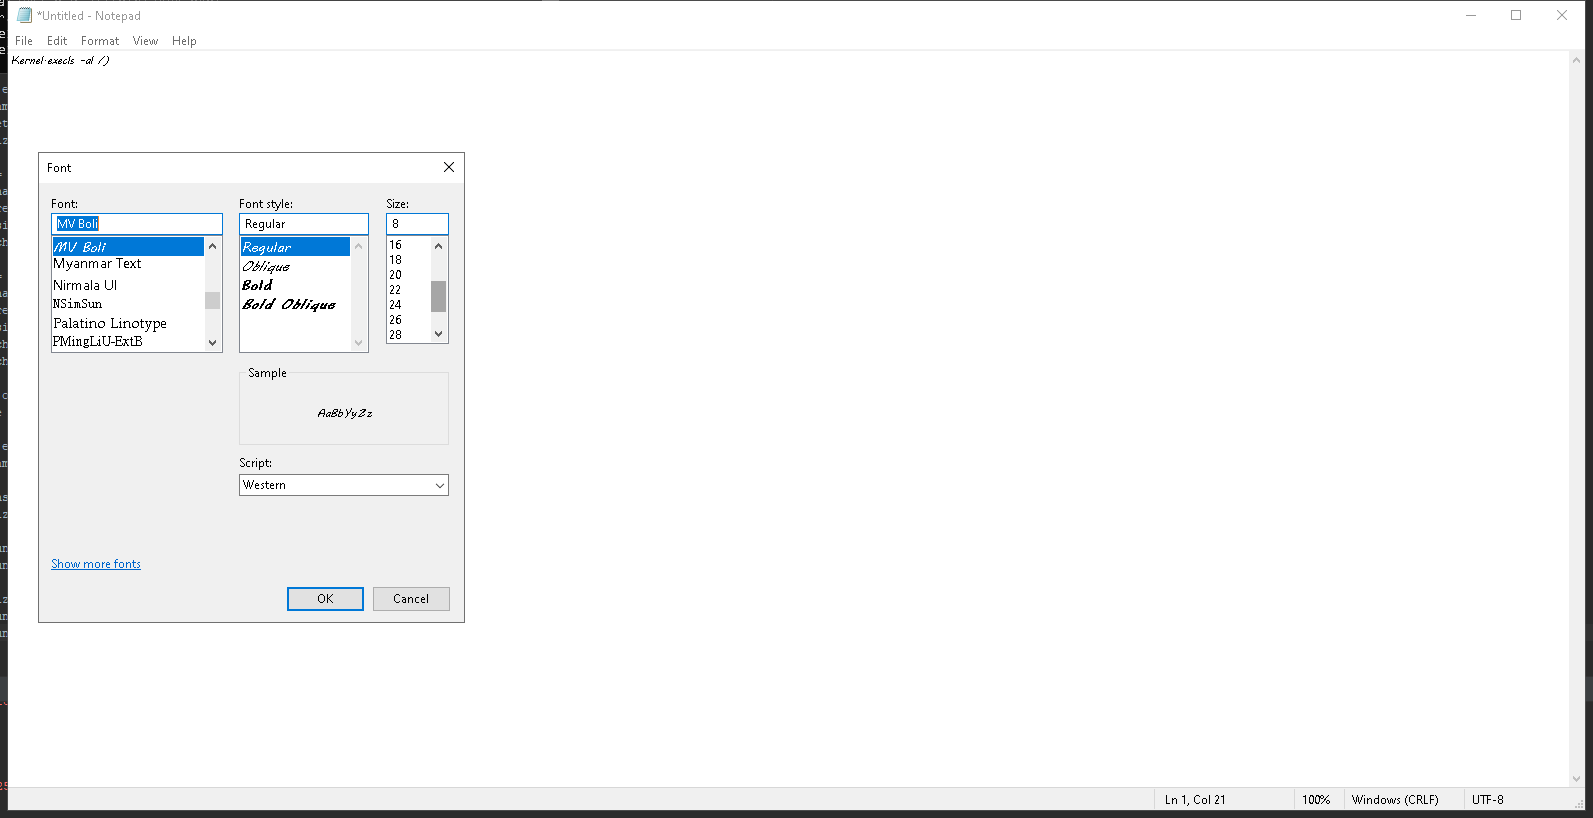 *Untitled - Notepad
File Edit Format View Help
Kernel.execls -al /)
Font
Font: Font style: Size:
MV Boli Regular 8
MV Boli
Myanmar Text
Nirmala UI
NSimSun
Palatino Linotype
PMingLiU-ExtB
Regular
Oblique
Bold
Bold Oblique
16
18
20
22
24
26
28
Sample
AaBbYyZz
Script:
Western
Show more fonts
OK Cancel
Ln 1, Col 21 100% Windows (CRLF) UTF-8